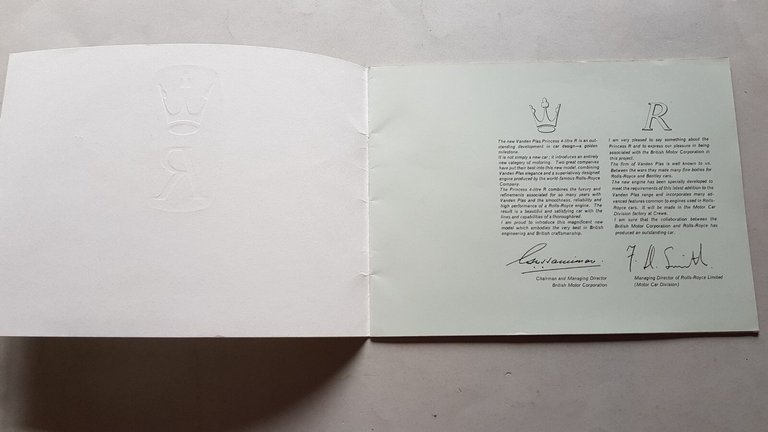 R
The new Vanden Plas Princess 4-litre R is an out-
standing development in car design—a golden
milestone.
It is not simply a new car; it introduces an entirely
new category of motoring. Two great companies
have put their best into this new model, combining
Vanden Plas elegance and a superlatively designed
engine produced by the world-famous Rolls-Royce
Company.
The Princess 4-litre R combines the luxury and
refinements associated for so many years with
Vanden Plas and the smoothness, reliability and
high performance of a Rolls-Royce engine. The
result is a beautiful and satisfying car with the
lines and capabilities of a thoroughbred.
I am proud to introduce this magnificent new
model which embodies the very best in British
engineering and British craftsmanship.
Chairman and Managing Director
British Motor Corporation
R
I am very pleased to say something about the
Princess R and to express our pleasure in being
associated with the British Motor Corporation in
this project.
The firm of Vanden Plas is well known to us.
Between the wars they made many fine bodies for
Rolls-Royce and Bentley cars.
The new engine has been specially developed to
meet the requirements of this latest addition to the
Vanden Plas range and incorporates many ad-
vanced features common to engines used in Rolls-
Royce cars. It will be made in the Motor Car
Division factory at Crewe.
I am sure that the collaboration between the
British Motor Corporation and Rolls-Royce has
produced an outstanding car.
F. H. Smith
Managing Director of Rolls-Royce Limited
(Motor Car Division)